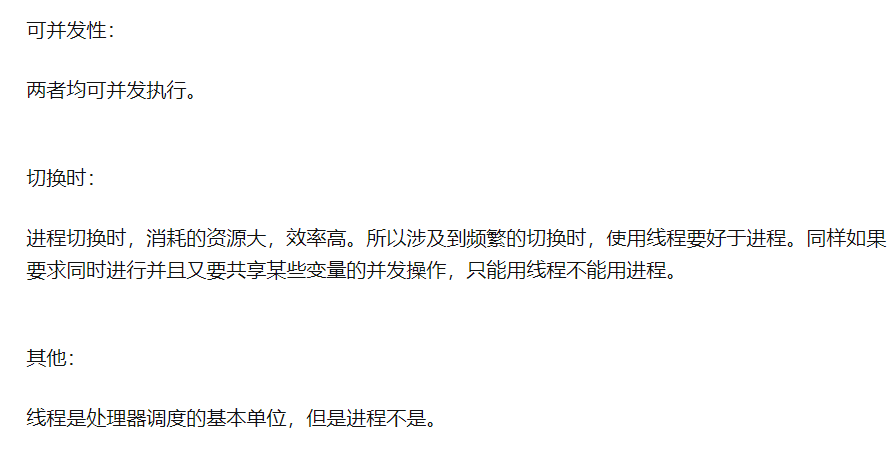 可并发性：
两者均可并发执行。
切换时：
进程切换时，消耗的资源大，效率高。所以涉及到频繁的切换时，使用线程要好于进程。同样如果
要求同时进行并且又要共享某些变量的并发操作，只能用线程不能用进程。
其他：
线程是处理器调度的基本单位，但是进程不是。